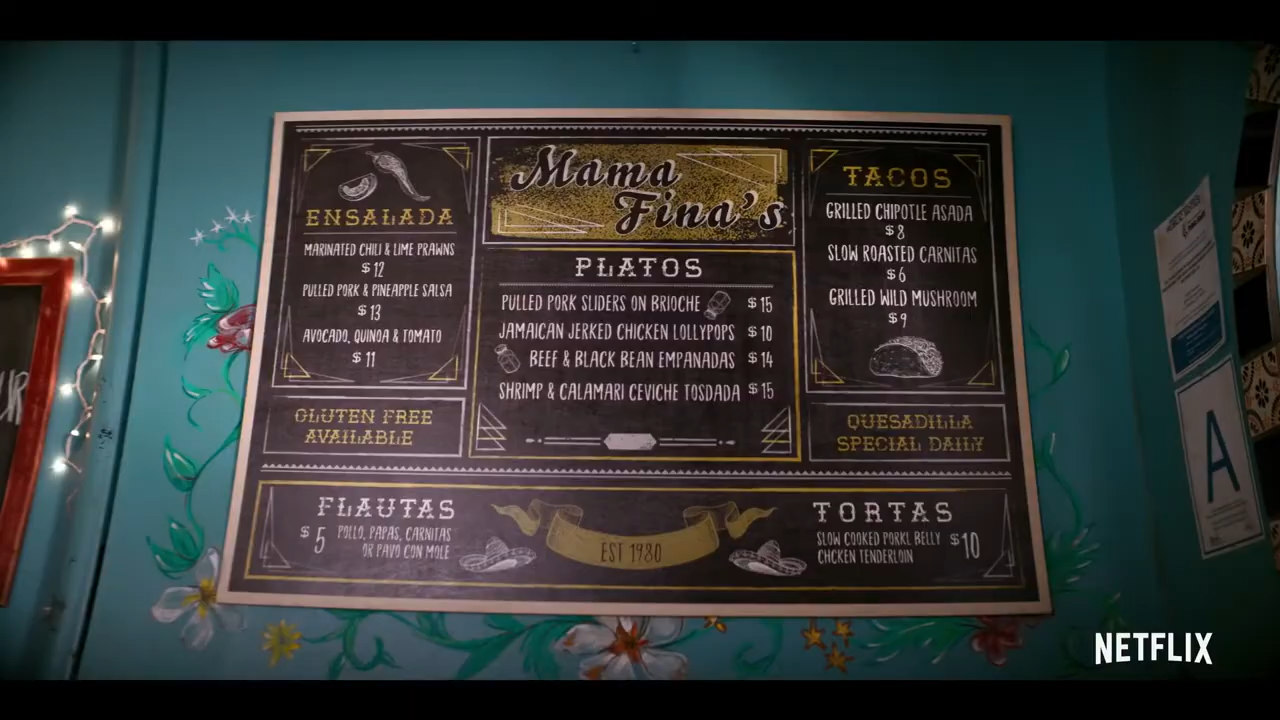 Mama
Fina's
ENSALADA
MARINATED CHILI & LIME PRAWNS
$12
PULLED PORK & PINEAPPLE SALSA
$13
AVOCADO, QUINOA & TOMATO
$11
GLUTEN FREE
AVAILABLE
PLATOS
PULLED PORK SLIDERS ON BRIOCHE $15
JAMAICAN JERKED CHICKEN LOLLYPOPS $10
BEEF & BLACK BEAN EMPANADAS $14
SHRIMP & CALAMARI CEVICHE TOSDADA $15
TACOS
GRILLED CHIPOTLE ASADA
$8
SLOW ROASTED CARNITAS
$6
GRILLED WILD MUSHROOM
$9
QUESADILLA
SPECIAL DAILY
FLAUTAS
$5 POLLO, PAPAS, CARNITAS
OR PAVO CON MOLE
EST 1980
TORTAS
SLOW COOKED PORKL BELLY $10
CHCKEN TENDERLOIN
A
NETFLIX